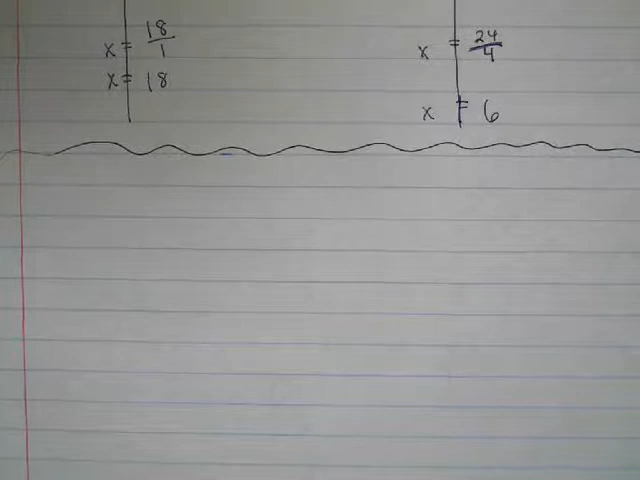 x = 18/1
x = 18
x = 24/4
x = 6